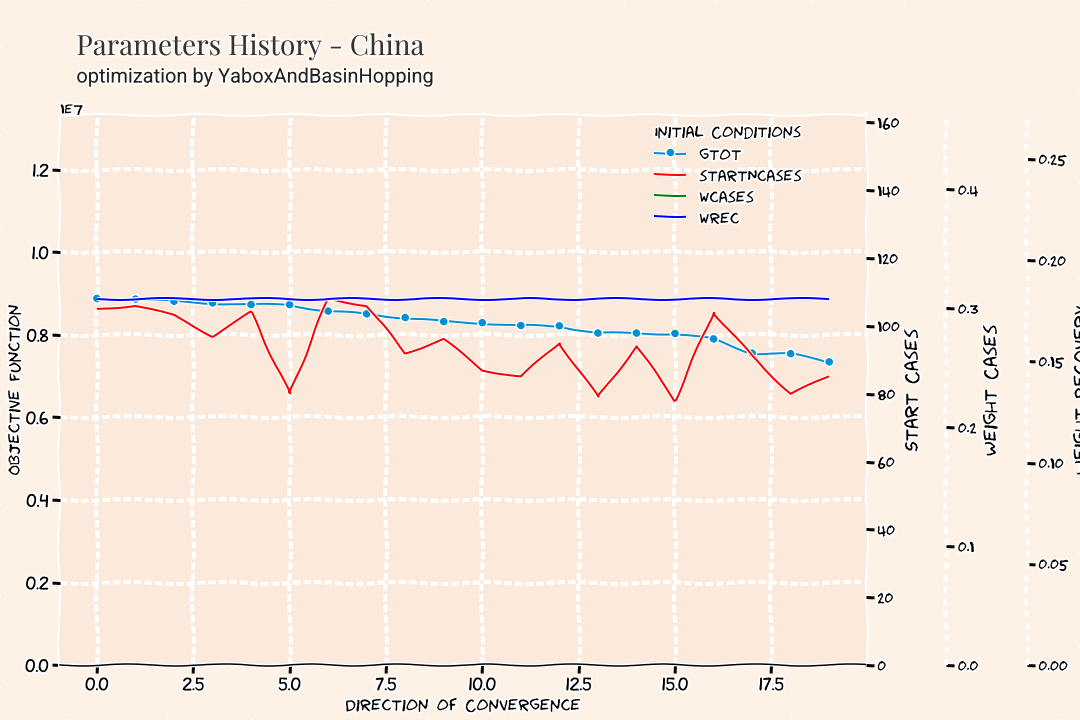 Parameters History - China
optimization by YaboxAndBasinHopping
1E7
INITIAL CONDITIONS
GTOT
STARTNCASES
WCASES
WREC
1.2
1.0
0.8
0.6
0.4
0.2
0.0
OBJECTIVE FUNCTION
0.0 2.5 5.0 7.5 10.0 12.5 15.0 17.5
DIRECTION OF CONVERGENCE
160
140
120
100
80
60
40
20
0
START CASES
0.4
0.3
0.2
0.1
0.0
WEIGHT CASES
0.25
0.20
0.15
0.10
0.05
0.00